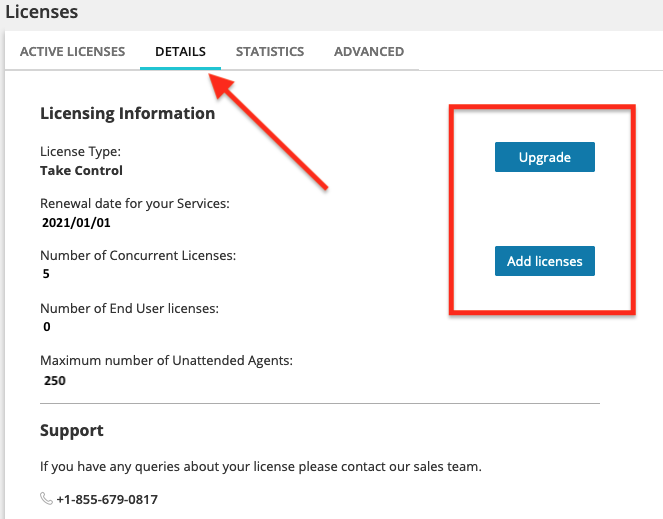 Licenses
ACTIVE LICENSES DETAILS STATISTICS ADVANCED
Licensing Information
License Type:
Take Control
Upgrade
Renewal date for your Services:
2021/01/01
Number of Concurrent Licenses:
5
Add licenses
Number of End User licenses:
0
Maximum number of Unattended Agents:
250
Support
If you have any queries about your license please contact our sales team.
+1-855-679-0817